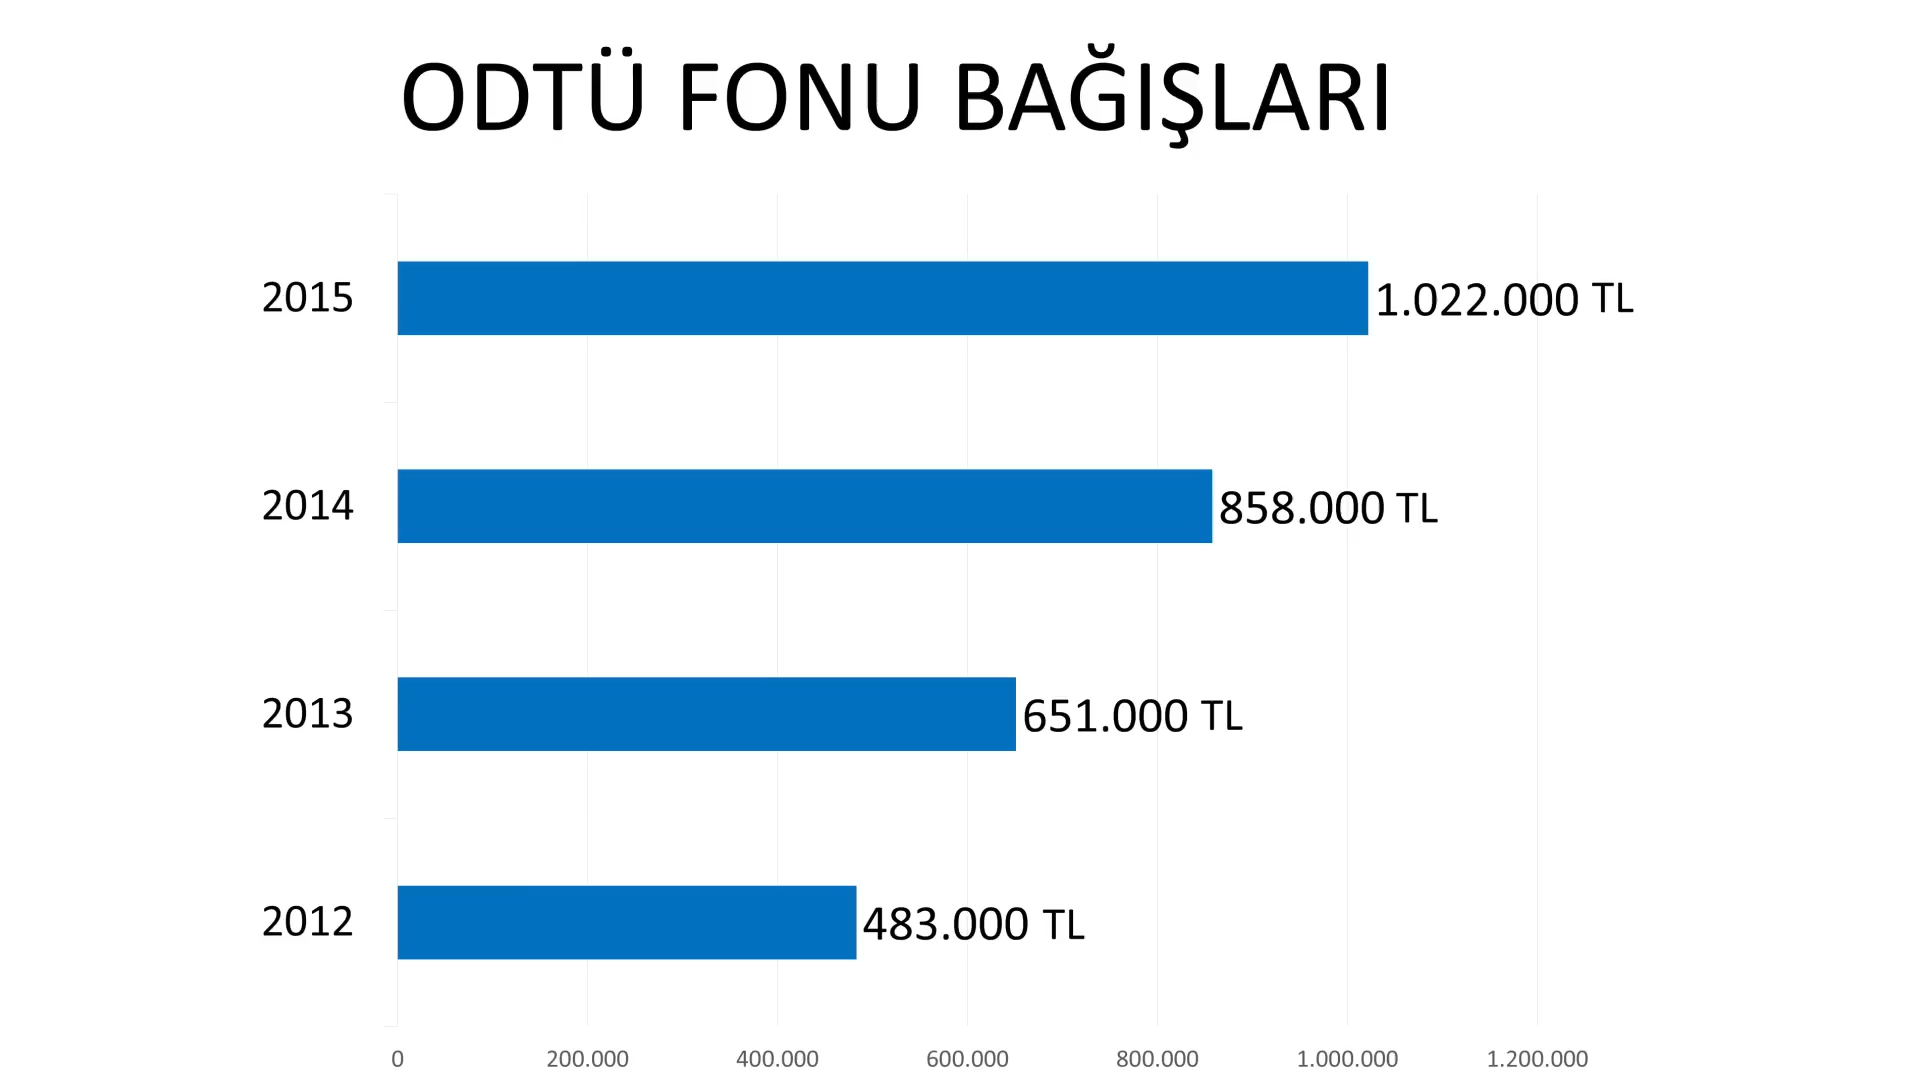 ODTÜ FONU BAĞIŞLARI
2015 1.022.000 TL
2014 858.000 TL
2013 651.000 TL
2012 483.000 TL
0 200.000 400.000 600.000 800.000 1.000.000 1.200.000